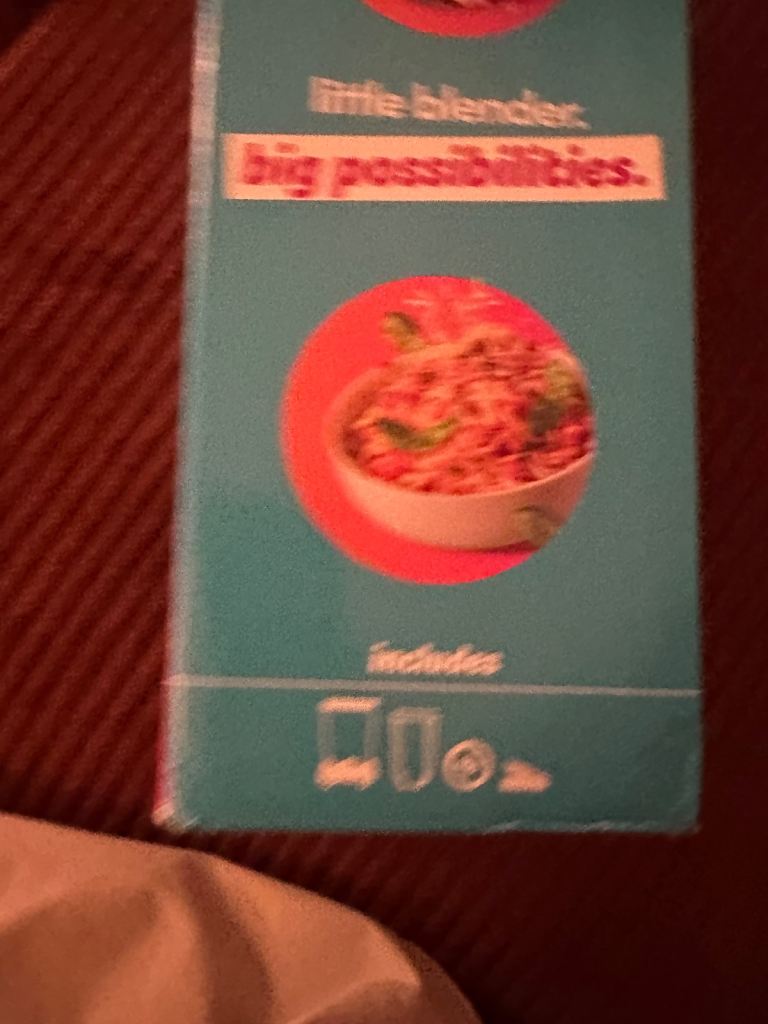 little blender.
big possibilities.
includes